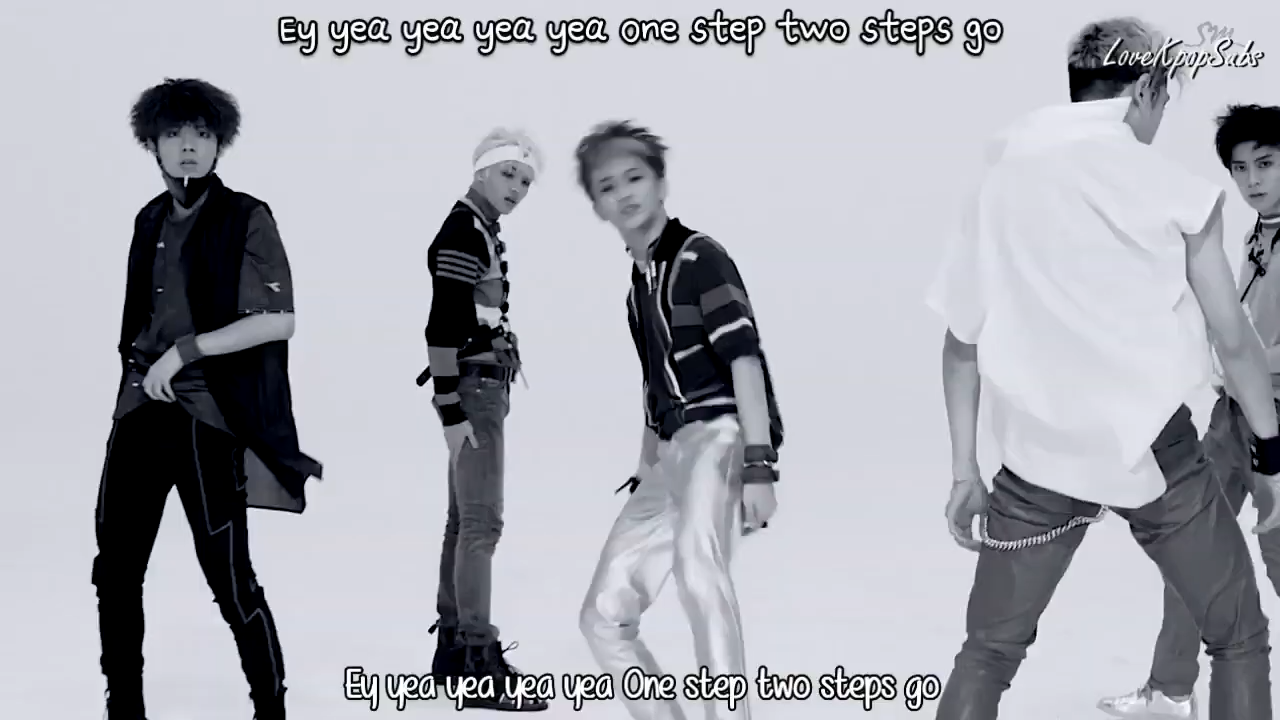 Ey yea yea yea yea one step two steps go
SM
LoveKpopSubs
Ey yea yea yea yea One step two steps go